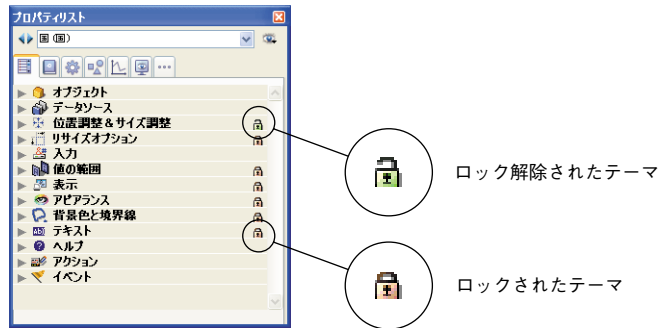 プロパティリスト
国 (国)
オブジェクト
データソース
位置調整＆サイズ調整
リサイズオプション
入力
値の範囲
表示
アピアランス
背景色と境界線
テキスト
ヘルプ
アクション
イベント
ロック解除されたテーマ
ロックされたテーマ